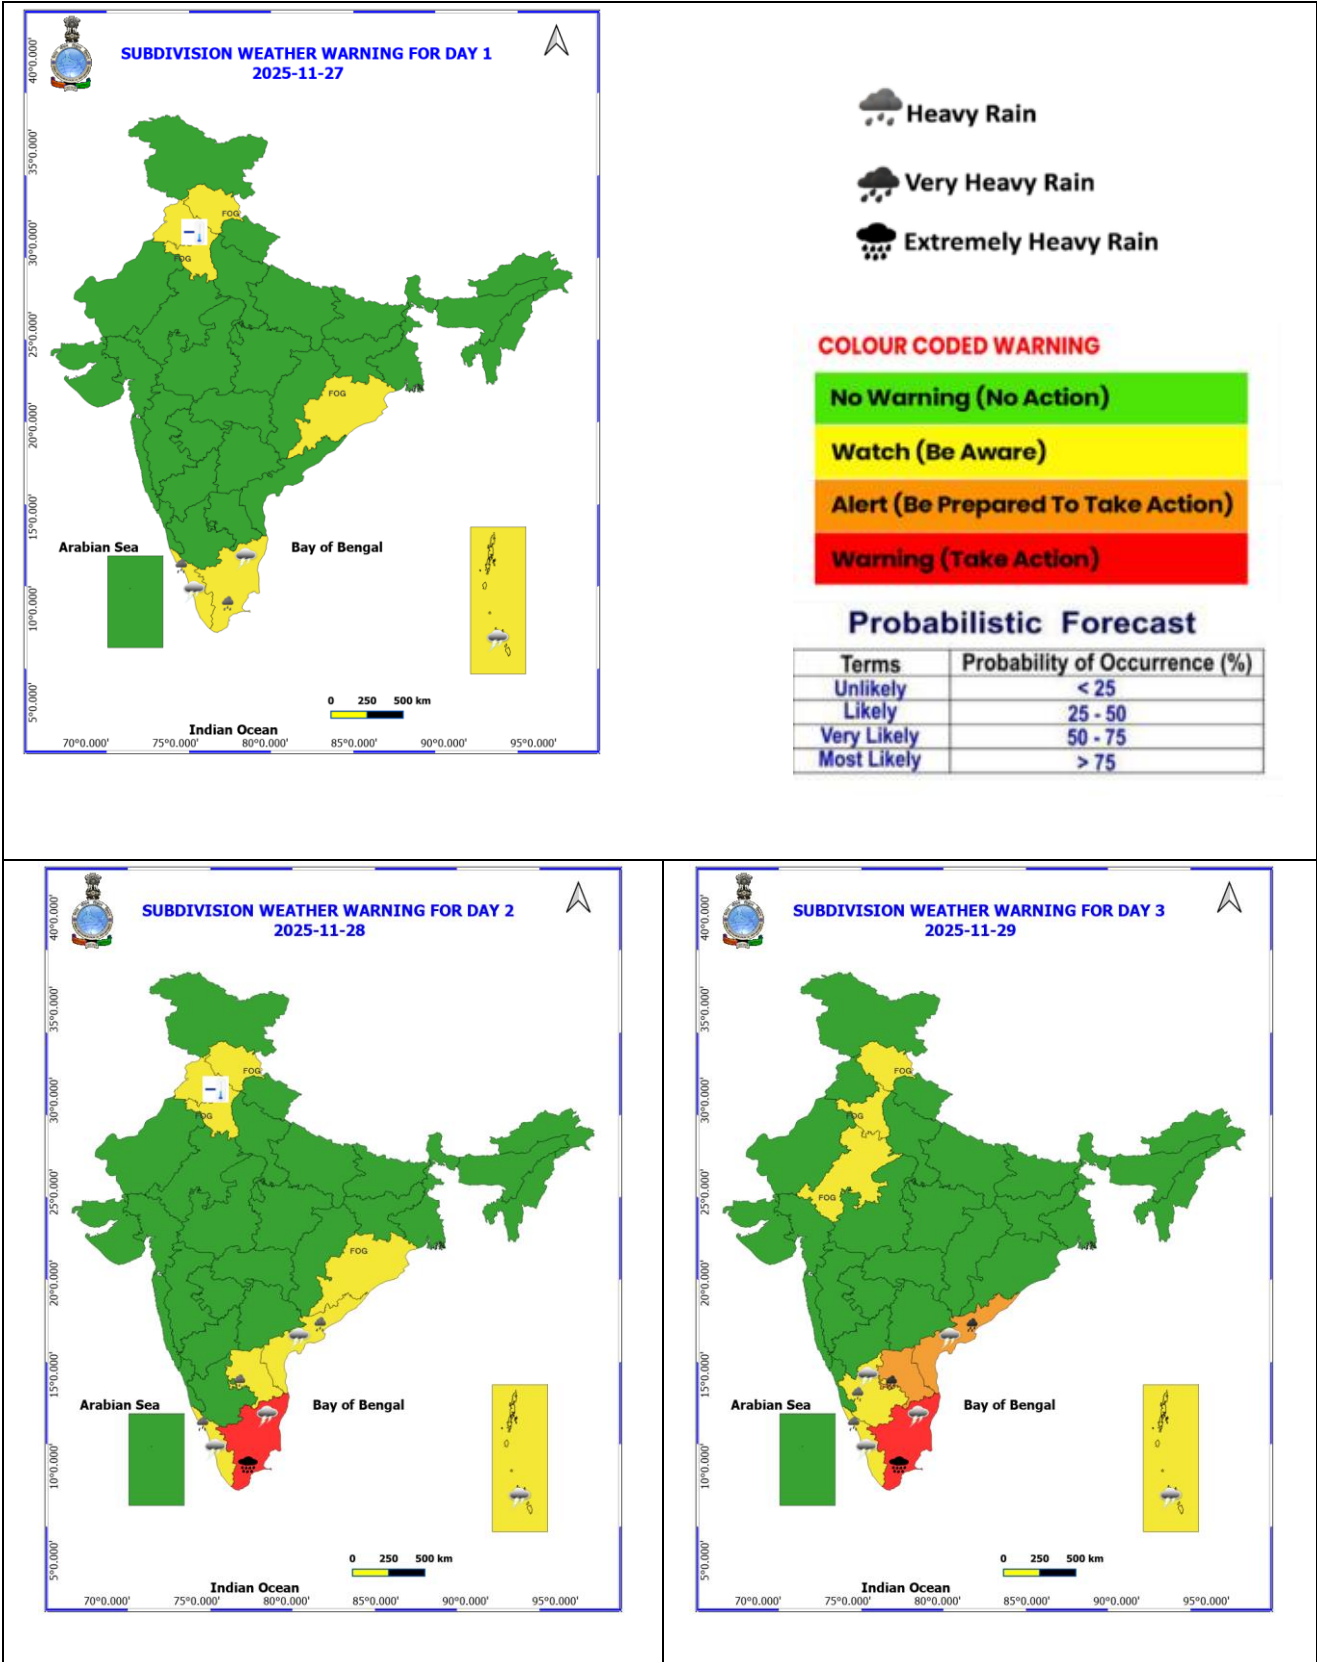 SUBDIVISION WEATHER WARNING FOR DAY 1
2025-11-27
40°0.000'
35°0.000'
30°0.000'
25°0.000'
20°0.000'
15°0.000'
10°0.000'
5°0.000'
FOG
FOG
FOG
Arabian Sea
Bay of Bengal
0 250 500 km
Indian Ocean
70°0.000' 75°0.000' 80°0.000' 85°0.000' 90°0.000' 95°0.000'
Heavy Rain
Very Heavy Rain
Extremely Heavy Rain
COLOUR CODED WARNING
No Warning (No Action)
Watch (Be Aware)
Alert (Be Prepared To Take Action)
Warning (Take Action)
Probabilistic Forecast
Terms Probability of Occurrence (%)
Unlikely < 25
Likely 25 - 50
Very Likely 50 - 75
Most Likely > 75
SUBDIVISION WEATHER WARNING FOR DAY 2
2025-11-28
40°0.000'
35°0.000'
30°0.000'
25°0.000'
20°0.000'
15°0.000'
10°0.000'
5°0.000'
FOG
FOG
FOG
Arabian Sea
Bay of Bengal
0 250 500 km
Indian Ocean
70°0.000' 75°0.000' 80°0.000' 85°0.000' 90°0.000' 95°0.000'
SUBDIVISION WEATHER WARNING FOR DAY 3
2025-11-29
40°0.000'
35°0.000'
30°0.000'
25°0.000'
20°0.000'
15°0.000'
10°0.000'
5°0.000'
FOG
FOG
FOG
Arabian Sea
Bay of Bengal
0 250 500 km
Indian Ocean
70°0.000' 75°0.000' 80°0.000' 85°0.000' 90°0.000' 95°0.000'